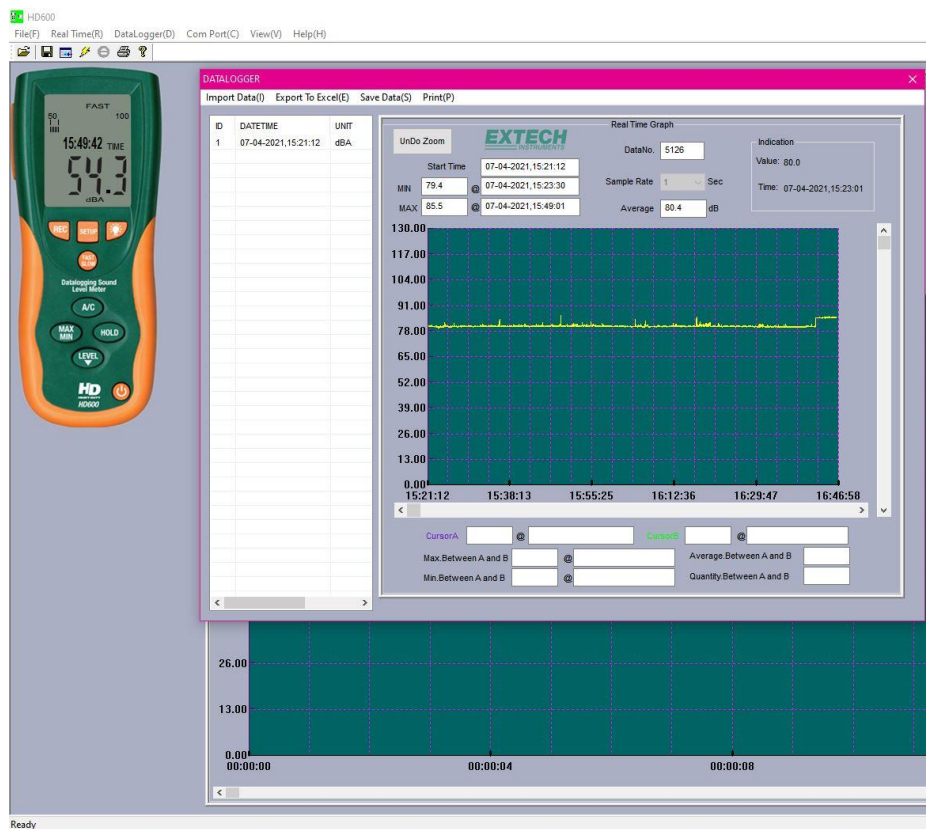 HD600
File(F) Real Time(R) DataLogger(D) Com Port(C) View(V) Help(H)
FAST
50 100
15:49:42 TIME
54.3
dBA
REC SETUP
FAST SLOW
Datalogging Sound
Level Meter
A/C
MAX MIN HOLD
LEVEL
HD
HEAVY DUTY
HD600
DATALOGGER
Import Data(I) Export To Excel(E) Save Data(S) Print(P)
ID DATETIME UNIT
1 07-04-2021,15:21:12 dBA
Real Time Graph
UnDo Zoom
EXTECH
INSTRUMENTS
DataNo. 5126
Indication
Value: 80.0
Time: 07-04-2021,15:23:01
Start Time 07-04-2021,15:21:12
MIN 79.4 @ 07-04-2021,15:23:30
Sample Rate 1 Sec
MAX 85.5 @ 07-04-2021,15:49:01
Average 80.4 dB
130.00
117.00
104.00
91.00
78.00
65.00
52.00
39.00
26.00
13.00
0.00
15:21:12 15:38:13 15:55:25 16:12:36 16:29:47 16:46:58
CursorA @ CursorB @
Max.Between A and B @ Average.Between A and B
Min.Between A and B @ Quantity.Between A and B
26.00
13.00
0.00
00:00:00 00:00:04 00:00:08
Ready